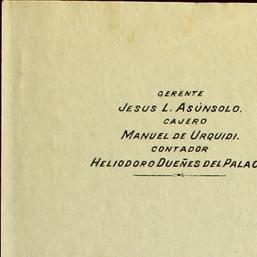 GERENTE
JESUS L. ASÚNSOLO.
CAJERO
MANUEL DE URQUIDI.
CONTADOR
HELIODORO DUEÑES DEL PALAC